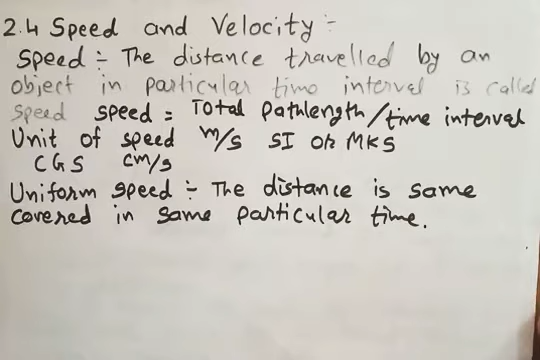 2.4 Speed and Velocity :-
Speed :- The distance travelled by an
object in particular time interval is called
speed speed = Total pathlength/time interval
Unit of speed m/s SI or MKS
CGS cm/s
Uniform speed :- The distance is same
covered in same particular time.